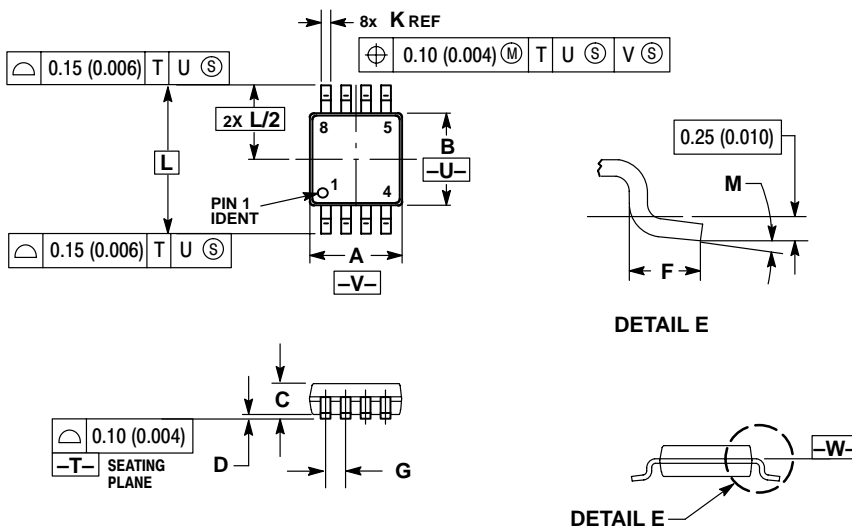 8x K REF
0.15 (0.006) T U Ⓢ
0.10 (0.004) Ⓜ T U Ⓢ V Ⓢ
2X L/2
8 5
B
–U–
L
1
4
PIN 1
IDENT
0.15 (0.006) T U Ⓢ
A
–V–
0.25 (0.010)
M
F
DETAIL E
C
0.10 (0.004)
–T– SEATING
PLANE
D
G
–W–
DETAIL E